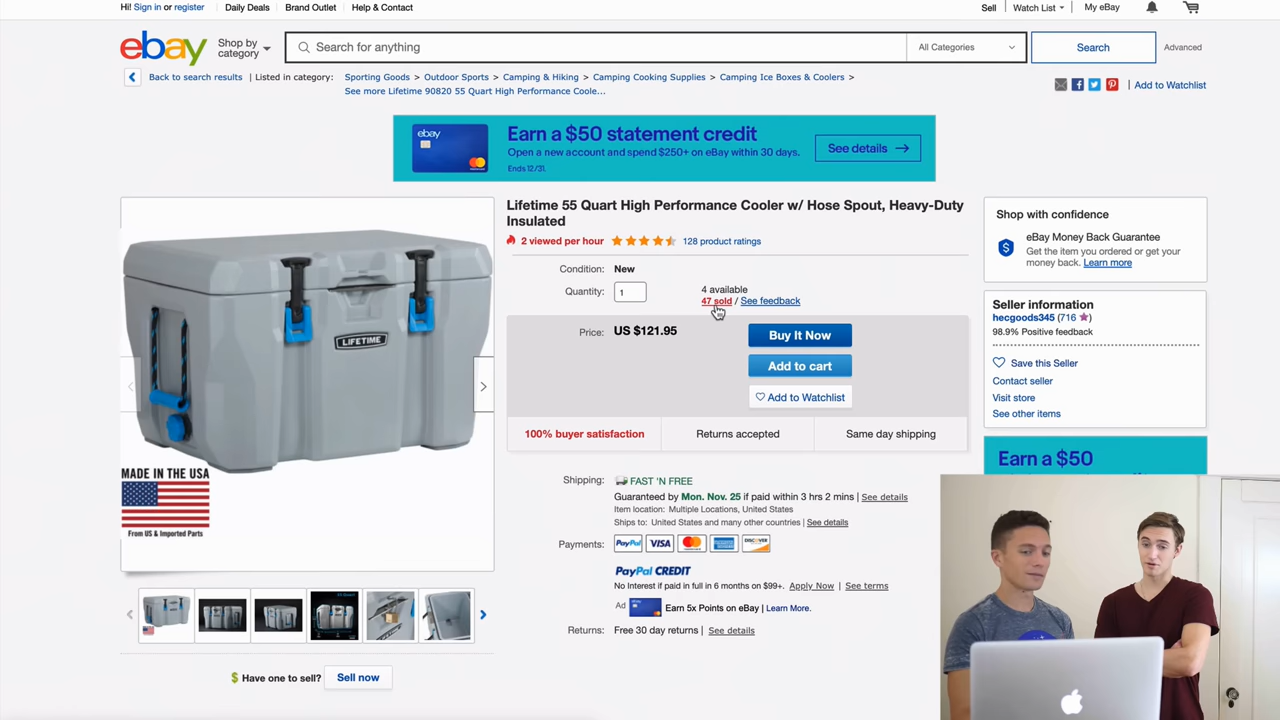 Hi! Sign in or register
Daily Deals
Brand Outlet
Help & Contact
Sell
Watch List
My eBay
ebay
Shop by
category
Search for anything
All Categories
Search
Advanced
Back to search results
Listed in category:
Sporting Goods > Outdoor Sports > Camping & Hiking > Camping Cooking Supplies > Camping Ice Boxes & Coolers >
See more Lifetime 90820 55 Quart High Performance Coole...
Add to Watchlist
ebay
Earn a $50 statement credit
Open a new account and spend $250+ on eBay within 30 days.
Ends 12/31.
See details
Lifetime 55 Quart High Performance Cooler w/ Hose Spout, Heavy-Duty
Insulated
2 viewed per hour
128 product ratings
Condition: New
Quantity: 1
4 available
47 sold / See feedback
Price: US $121.95
Buy It Now
Add to cart
Add to Watchlist
100% buyer satisfaction
Returns accepted
Same day shipping
Shipping: FAST 'N FREE
Guaranteed by Mon. Nov. 25 if paid within 3 hrs 2 mins | See details
Item location: Multiple Locations, United States
Ships to: United States and many other countries | See details
Payments: PayPal VISA
DISCOVER
PayPal CREDIT
No Interest if paid in full in 6 months on $99+. Apply Now | See terms
Ad
Earn 5x Points on eBay | Learn More.
Returns: Free 30 day returns | See details
Shop with confidence
eBay Money Back Guarantee
Get the item you ordered or get your
money back. Learn more
Seller information
hecgoods345 (716 )
98.9% Positive feedback
Save this Seller
Contact seller
Visit store
See other items
Earn a $50
LIFETIME
MADE IN THE USA
From US & Imported Parts
$ Have one to sell?
Sell now